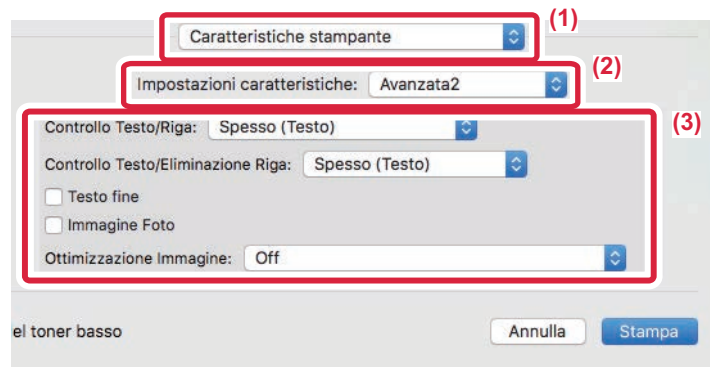 (1)
Caratteristiche stampante
(2)
Impostazioni caratteristiche: Avanzata2
(3)
Controllo Testo/Riga: Spesso (Testo)
Controllo Testo/Eliminazione Riga: Spesso (Testo)
Testo fine
Immagine Foto
Ottimizzazione Immagine: Off
el toner basso Annulla Stampa